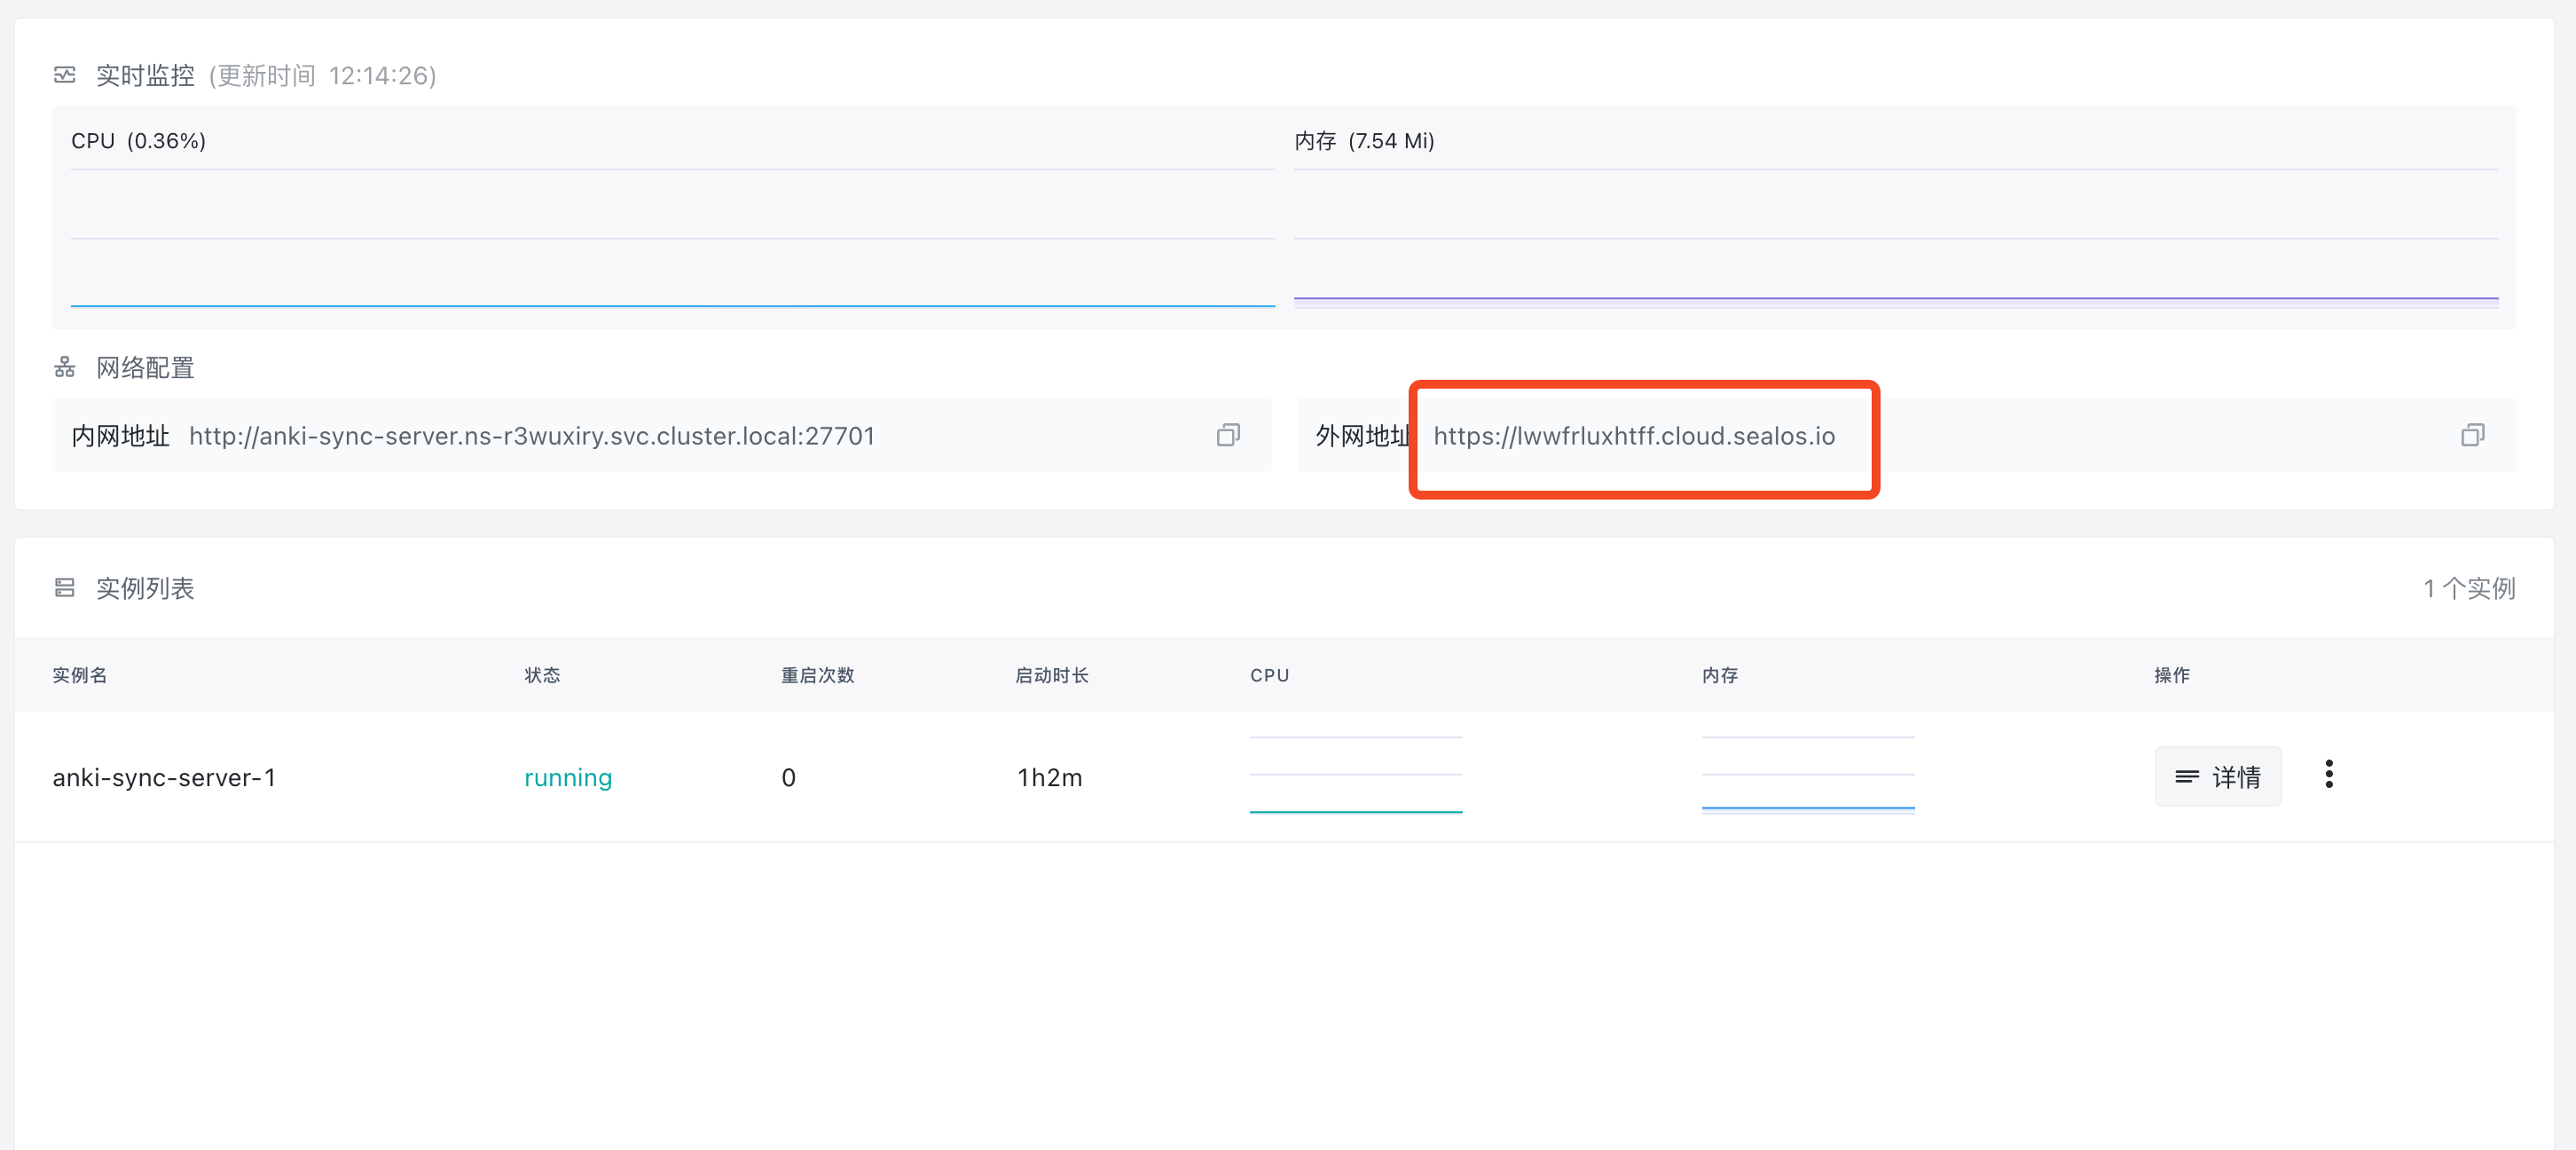 实时监控 (更新时间 12:14:26)
CPU (0.36%)
内存 (7.54 Mi)
网络配置
内网地址 http://anki-sync-server.ns-r3wuxiry.svc.cluster.local:27701
外网地址 https://lwwfrluxhtff.cloud.sealos.io
实例列表
1 个实例
实例名 状态 重启次数 启动时长 CPU 内存 操作
anki-sync-server-1 running 0 1h2m 详情